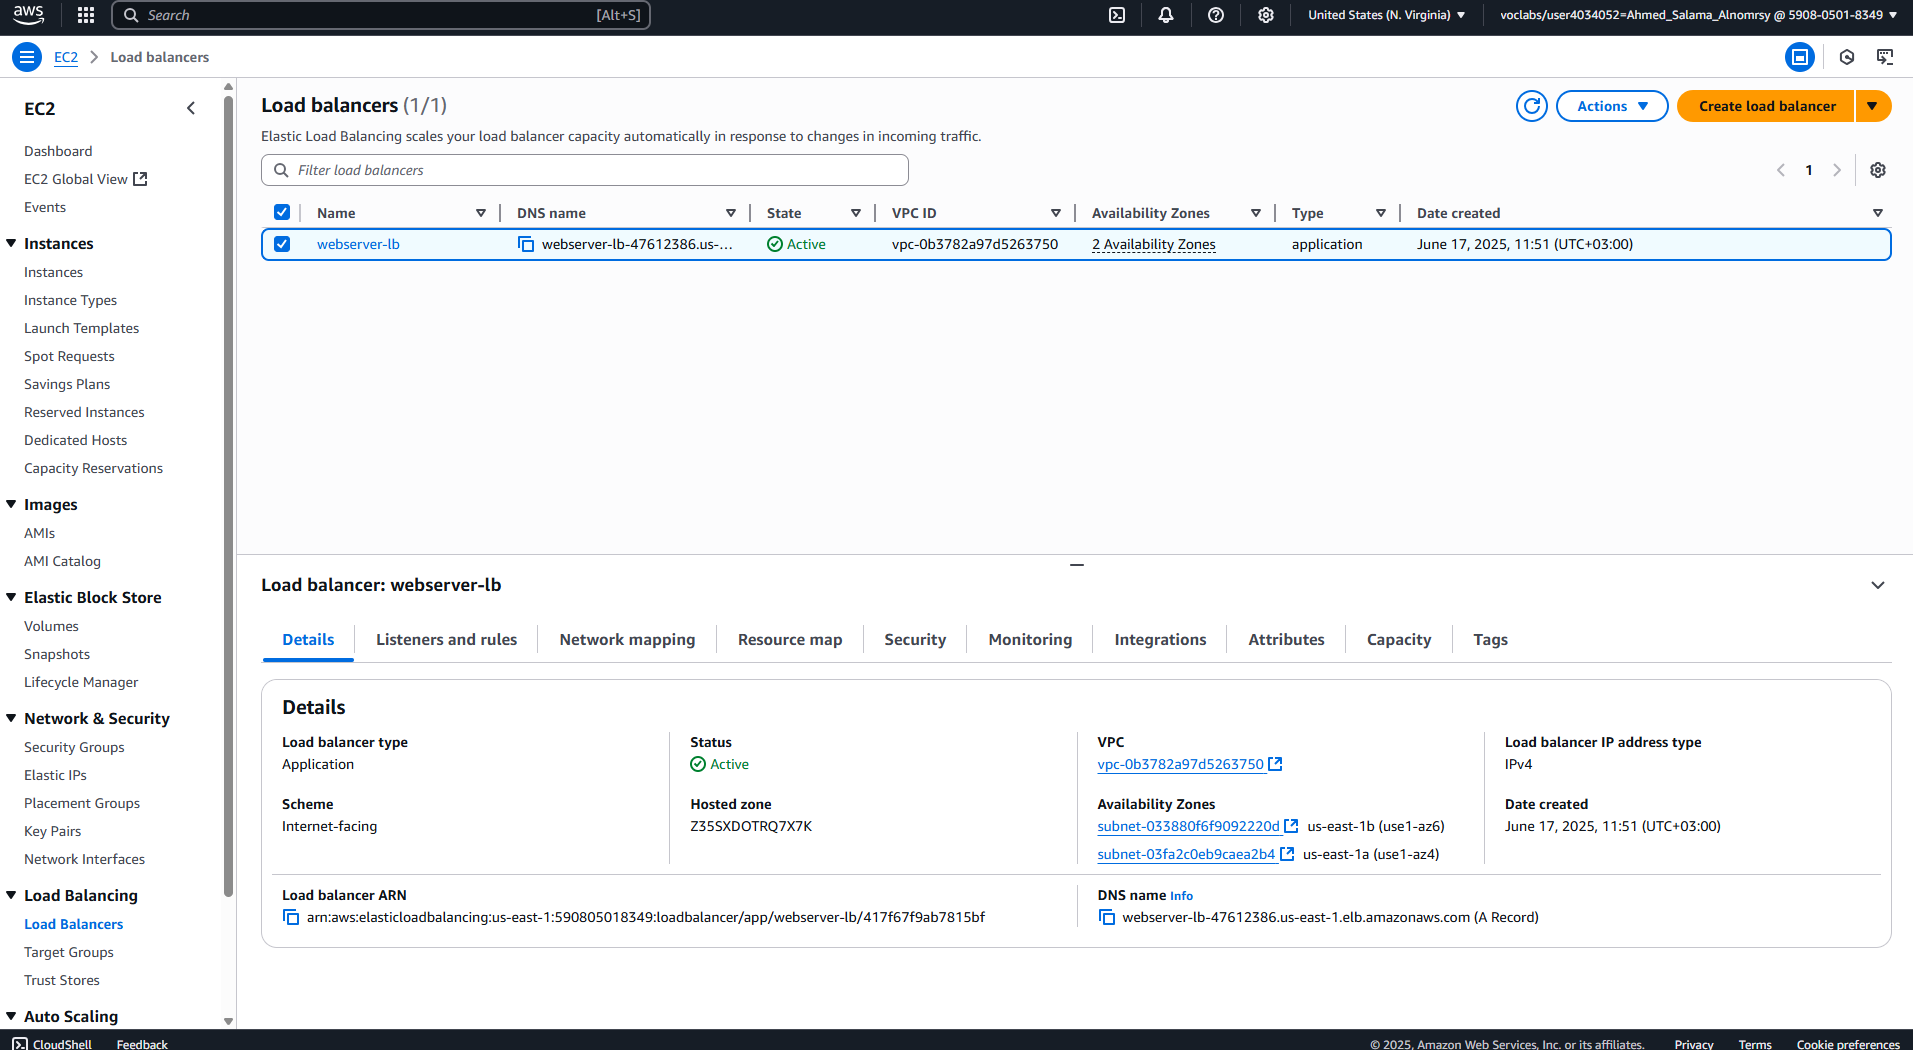 aws
Search [Alt+S]
United States (N. Virginia)
voclabs/user4034052=Ahmed_Salama_Alnomrsy @ 5908-0501-8349
EC2 Load balancers
EC2
Dashboard
EC2 Global View
Events
Instances
Instances
Instance Types
Launch Templates
Spot Requests
Savings Plans
Reserved Instances
Dedicated Hosts
Capacity Reservations
Images
AMIs
AMI Catalog
Elastic Block Store
Volumes
Snapshots
Lifecycle Manager
Network & Security
Security Groups
Elastic IPs
Placement Groups
Key Pairs
Network Interfaces
Load Balancing
Load Balancers
Target Groups
Trust Stores
Auto Scaling
Load balancers (1/1)
Actions
Create load balancer
Elastic Load Balancing scales your load balancer capacity automatically in response to changes in incoming traffic.
Filter load balancers
1
Name DNS name State VPC ID Availability Zones Type Date created
webserver-lb webserver-lb-47612386.us-... Active vpc-0b3782a97d5263750 2 Availability Zones application June 17, 2025, 11:51 (UTC+03:00)
Load balancer: webserver-lb
Details Listeners and rules Network mapping Resource map Security Monitoring Integrations Attributes Capacity Tags
Details
Load balancer type
Application
Scheme
Internet-facing
Status
Active
Hosted zone
Z35SXDOTRQ7X7K
VPC
vpc-0b3782a97d5263750
Availability Zones
subnet-033880f6f9092220d us-east-1b (use1-az6)
subnet-03fa2c0eb9caea2b4 us-east-1a (use1-az4)
Load balancer IP address type
IPv4
Date created
June 17, 2025, 11:51 (UTC+03:00)
Load balancer ARN
arn:aws:elasticloadbalancing:us-east-1:590805018349:loadbalancer/app/webserver-lb/417f67f9ab7815bf
DNS name Info
webserver-lb-47612386.us-east-1.elb.amazonaws.com (A Record)
CloudShell Feedback
© 2025, Amazon Web Services, Inc. or its affiliates. Privacy Terms Cookie preferences